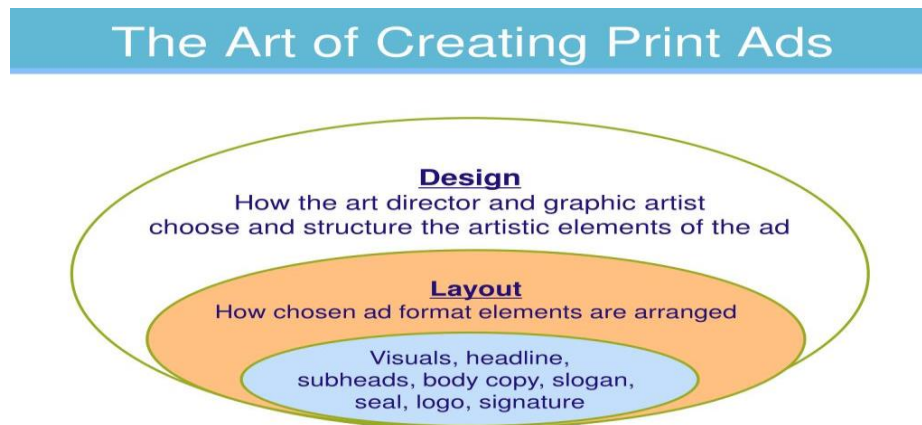 The Art of Creating Print Ads
Design
How the art director and graphic artist
choose and structure the artistic elements of the ad
Layout
How chosen ad format elements are arranged
Visuals, headline,
subheads, body copy, slogan,
seal, logo, signature